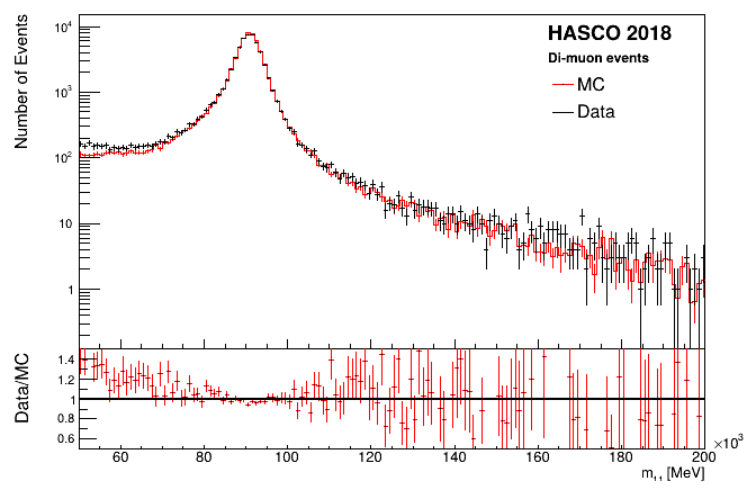 HASCO 2018
Di-muon events
MC
Data
Number of Events
10⁴
10³
10²
10
1
Data/MC
1.4
1.2
1
0.8
0.6
60 80 100 120 140 160 180 200
×10³
m₁₁ [MeV]